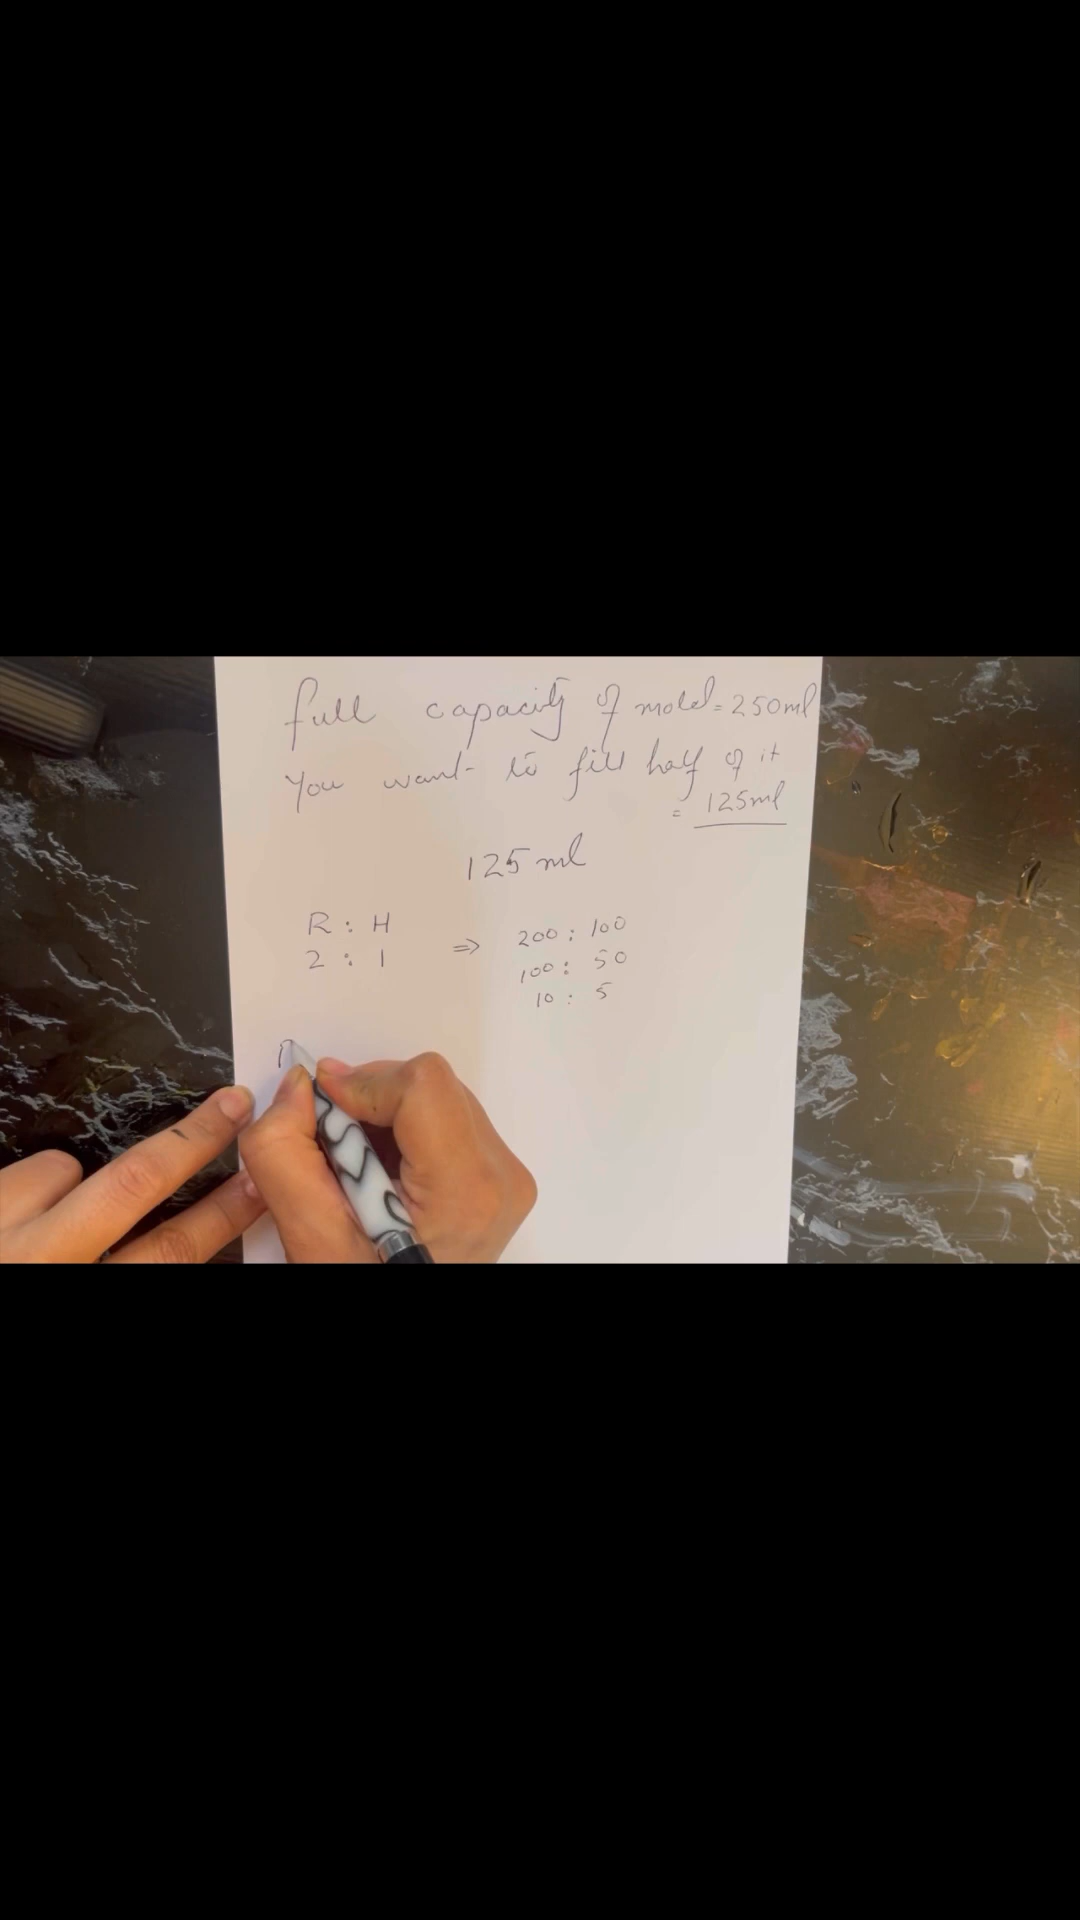 full capacity of mold = 250ml
You want to fill half of it
= 125ml
125 ml
R : H
2 : 1
⇒
200 : 100
100 : 50
10 : 5